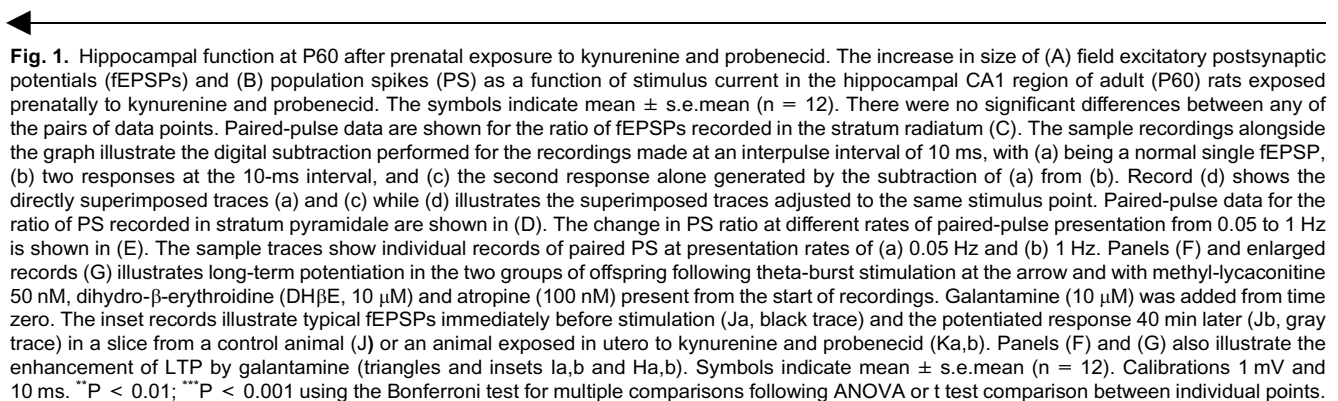 Fig. 1. Hippocampal function at P60 after prenatal exposure to kynurenine and probenecid. The increase in size of (A) field excitatory postsynaptic
potentials (fEPSPs) and (B) population spikes (PS) as a function of stimulus current in the hippocampal CA1 region of adult (P60) rats exposed
prenatally to kynurenine and probenecid. The symbols indicate mean ± s.e.mean (n = 12). There were no significant differences between any of
the pairs of data points. Paired-pulse data are shown for the ratio of fEPSPs recorded in the stratum radiatum (C). The sample recordings alongside
the graph illustrate the digital subtraction performed for the recordings made at an interpulse interval of 10 ms, with (a) being a normal single fEPSP,
(b) two responses at the 10-ms interval, and (c) the second response alone generated by the subtraction of (a) from (b). Record (d) shows the
directly superimposed traces (a) and (c) while (d) illustrates the superimposed traces adjusted to the same stimulus point. Paired-pulse data for the
ratio of PS recorded in stratum pyramidale are shown in (D). The change in PS ratio at different rates of paired-pulse presentation from 0.05 to 1 Hz
is shown in (E). The sample traces show individual records of paired PS at presentation rates of (a) 0.05 Hz and (b) 1 Hz. Panels (F) and enlarged
records (G) illustrates long-term potentiation in the two groups of offspring following theta-burst stimulation at the arrow and with methyl-lycaconitine
50 nM, dihydro-β-erythroidine (DHβE, 10 μM) and atropine (100 nM) present from the start of recordings. Galantamine (10 μM) was added from time
zero. The inset records illustrate typical fEPSPs immediately before stimulation (Ja, black trace) and the potentiated response 40 min later (Jb, gray
trace) in a slice from a control animal (J) or an animal exposed in utero to kynurenine and probenecid (Ka,b). Panels (F) and (G) also illustrate the
enhancement of LTP by galantamine (triangles and insets Ia,b and Ha,b). Symbols indicate mean ± s.e.mean (n = 12). Calibrations 1 mV and
10 ms. **P < 0.01; ***P < 0.001 using the Bonferroni test for multiple comparisons following ANOVA or t test comparison between individual points.